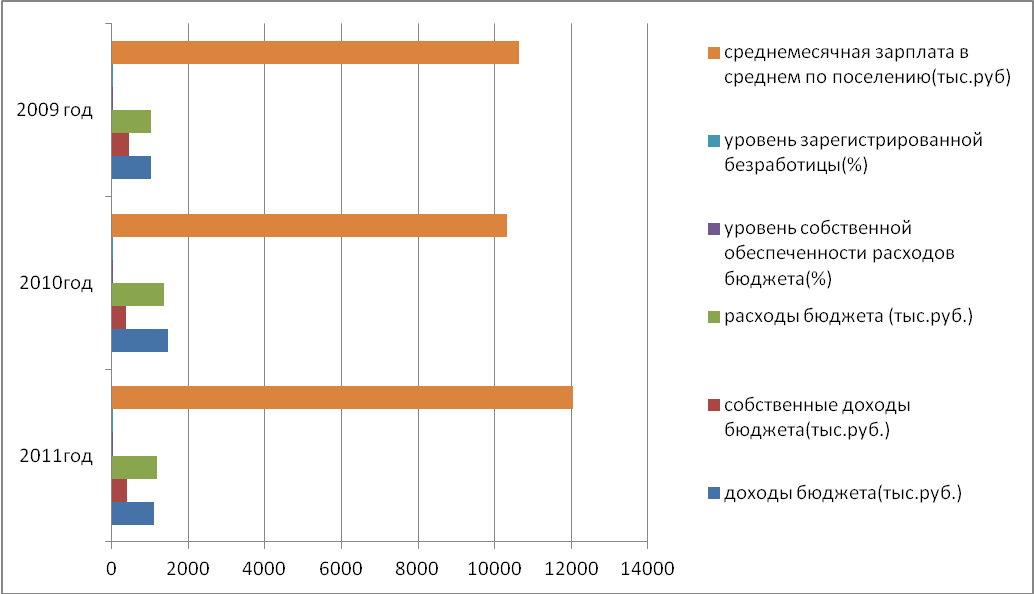 2009 год
2010год
2011год
0 2000 4000 6000 8000 10000 12000 14000
среднемесячная зарплата в
среднем по поселению(тыс.руб)
уровень зарегистрированной
безработицы(%)
уровень собственной
обеспеченности расходов
бюджета(%)
расходы бюджета (тыс.руб.)
собственные доходы
бюджета(тыс.руб.)
доходы бюджета(тыс.руб.)